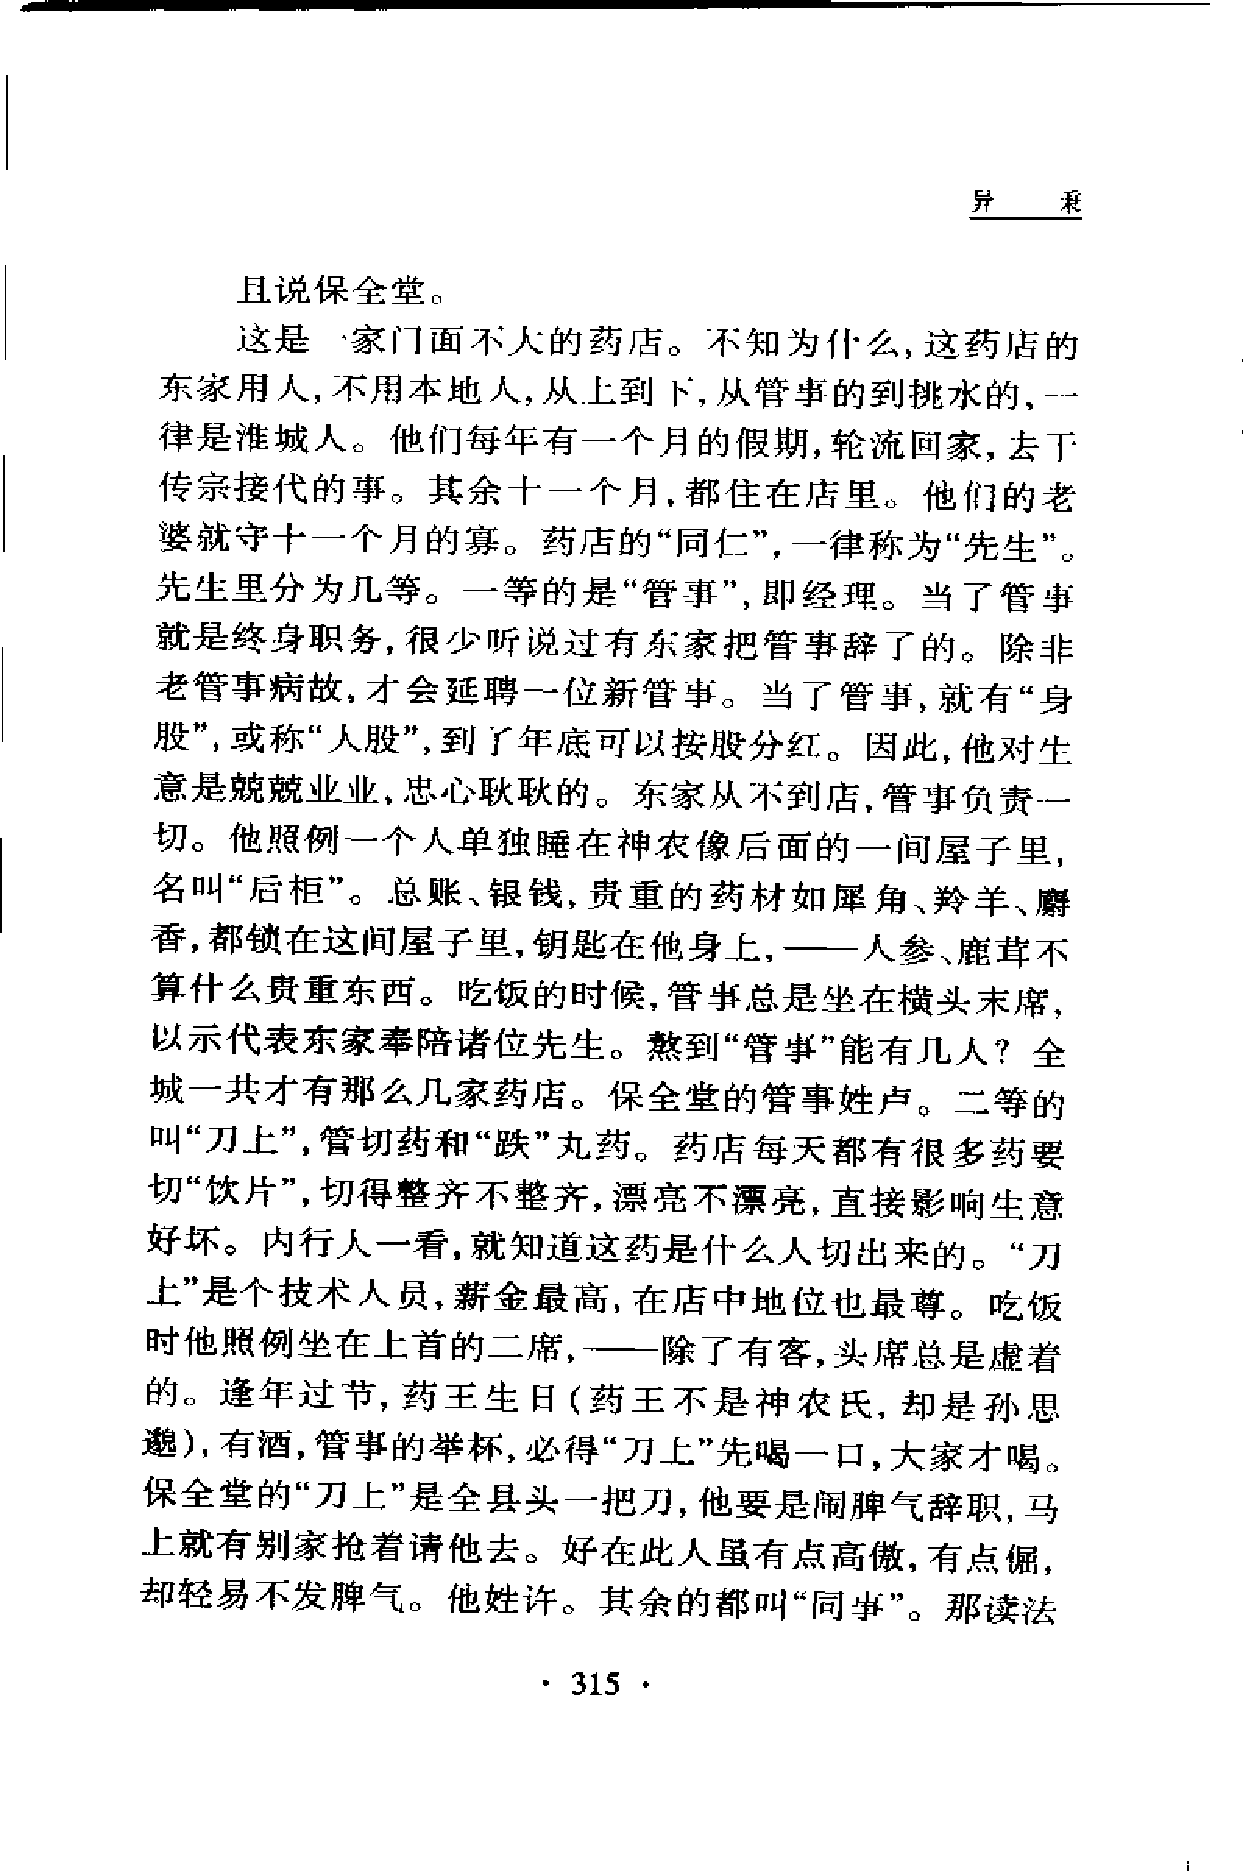 异 秉
且说保全堂。
这是一家门面不大的药店。不知为什么,这药店的
东家用人,不用本地人,从上到下,从管事的到挑水的,一
律是淮城人。他们每年有一个月的假期,轮流回家,去干
传宗接代的事。其余十一个月,都住在店里。他们的老
婆就守十一个月的寡。药店的“同仁”,一律称为“先生”。
先生里分为几等。一等的是“管事”,即经理。当了管事
就是终身职务,很少听说过有东家把管事辞了的。除非
老管事病故,才会延聘一位新管事。当了管事,就有“身
股”,或称“人股”,到了年底可以按股分红。因此,他对生
意是兢兢业业,忠心耿耿的。东家从不到店,管事负责一
切。他照例一个人单独睡在神农像后面的一间屋子里,
名叫“后柜”。总账、银钱,贵重的药材如犀角、羚羊、麝
香,都锁在这间屋子里,钥匙在他身上,——人参、鹿茸不
算什么贵重东西。吃饭的时候,管事总是坐在横头末席,
以示代表东家奉陪诸位先生。熬到“管事”能有几人?全
城一共才有那么几家药店。保全堂的管事姓卢。二等的
叫“刀上”,管切药和“跌”丸药。药店每天都有很多药要
切“饮片”,切得整齐不整齐,漂亮不漂亮,直接影响生意
好坏。内行人一看,就知道这药是什么人切出来的。“刀
上”是个技术人员,薪金最高,在店中地位也最尊。吃饭
时他照例坐在上首的二席,——除了有客,头席总是虚着
的。逢年过节,药王生日(药王不是神农氏,却是孙思
邈),有酒,管事的举杯,必得“刀上”先喝一口,大家才喝。
保全堂的“刀上”是全县头一把刀,他要是闹脾气辞职,马
上就有别家抢着请他去。好在此人虽有点高傲,有点倔,
却轻易不发脾气。他姓许。其余的都叫“同事”。那读法
· 315 ·